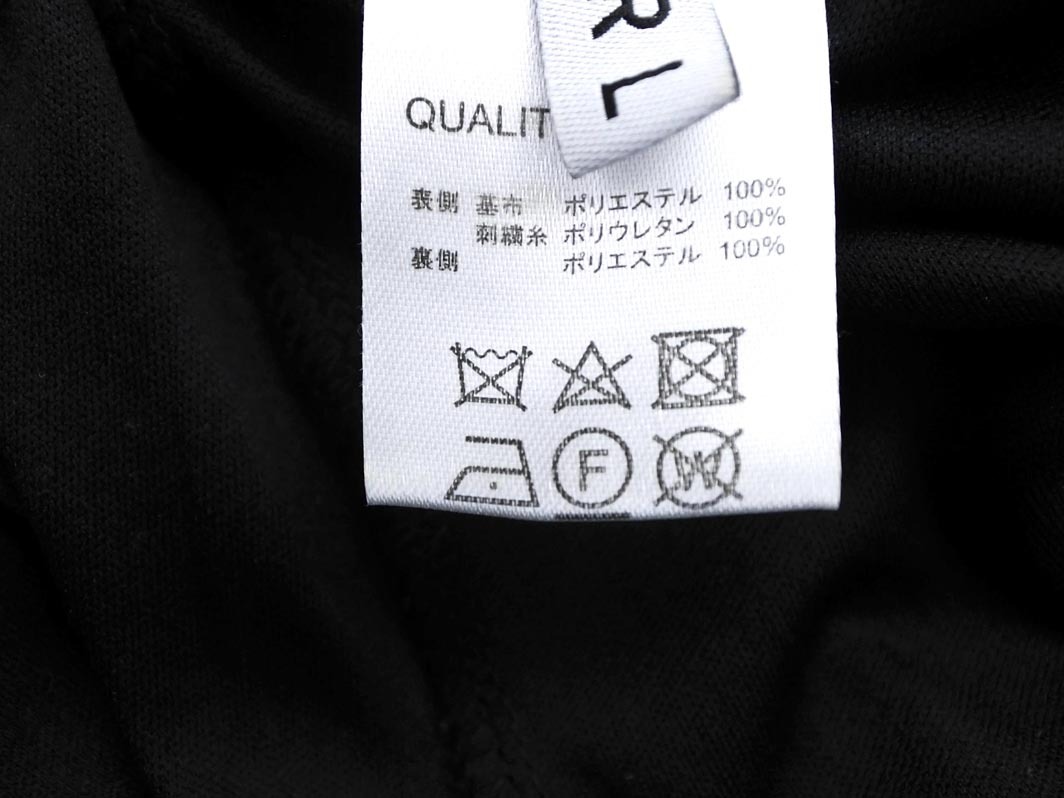 RL
QUALIT
表側 基布 ポリエステル 100%
刺繍糸 ポリウレタン 100%
裏側 ポリエステル 100%
F W